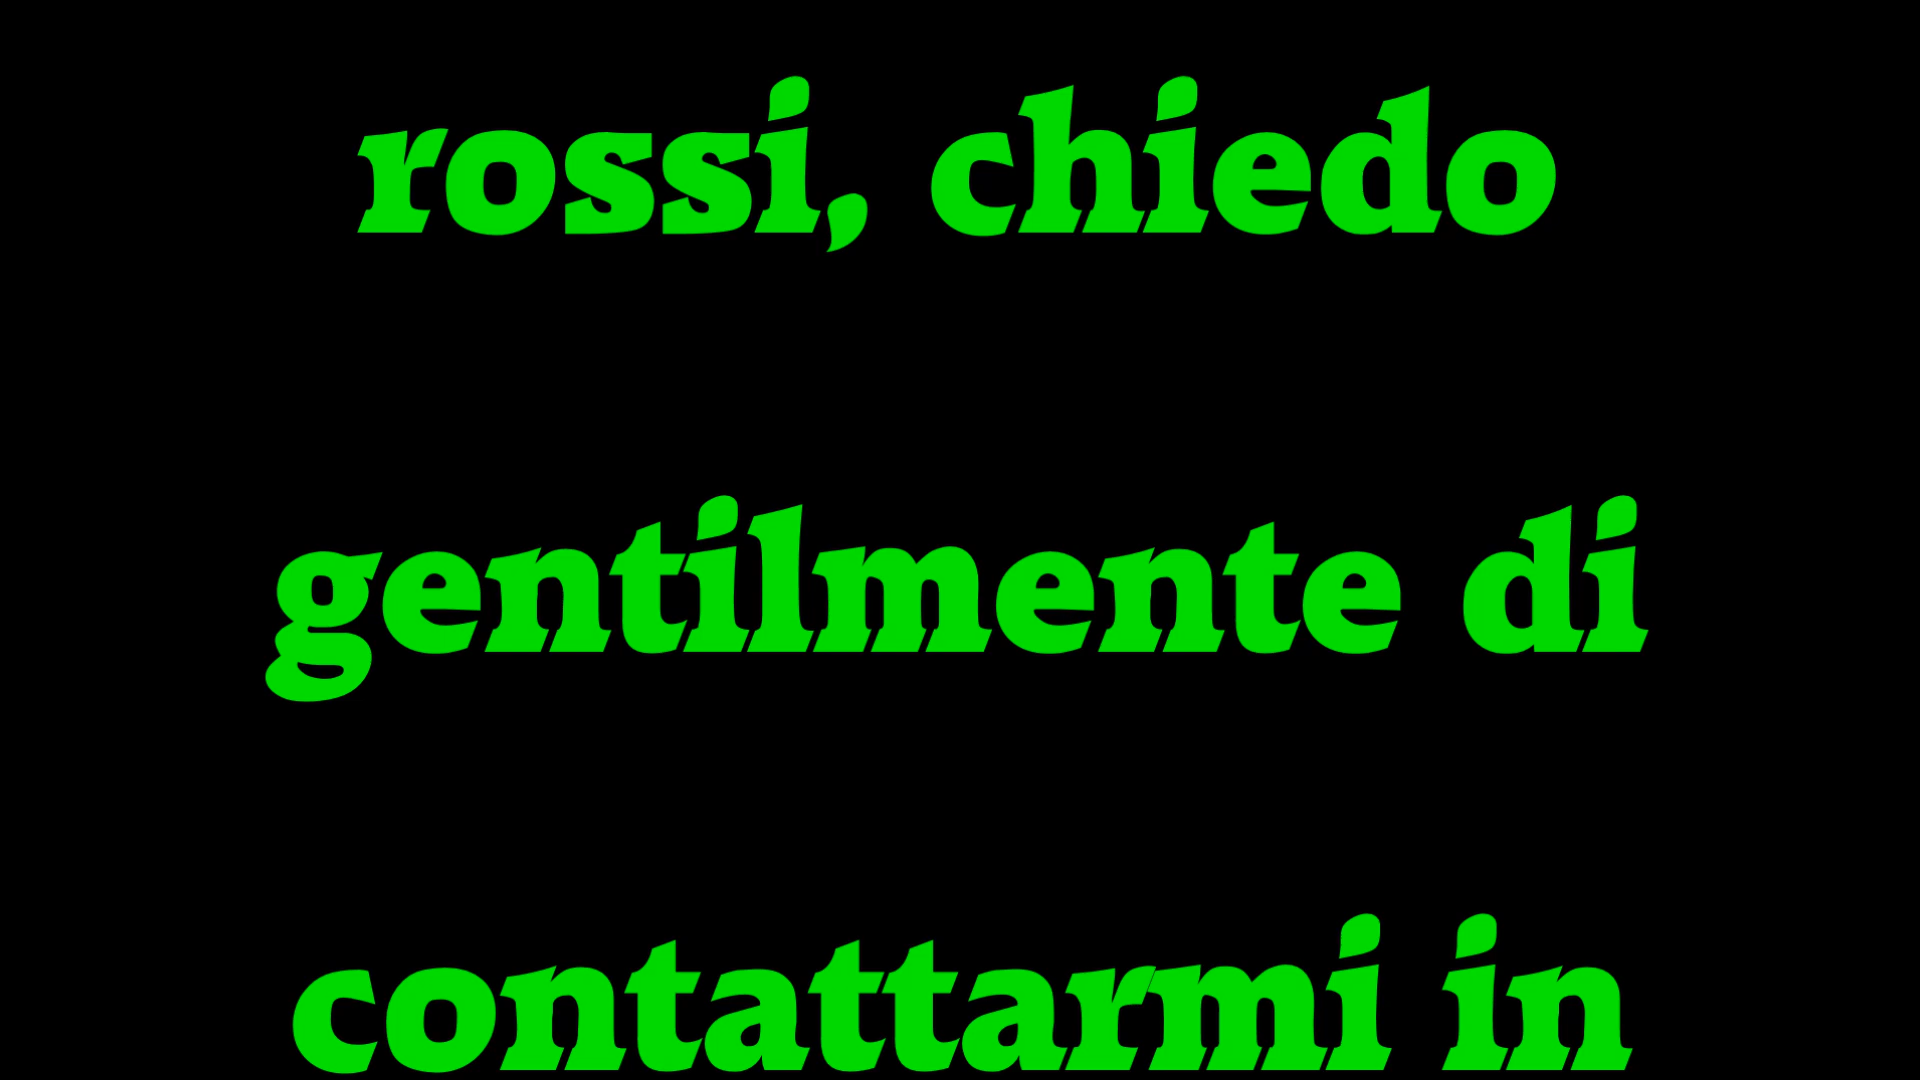 rossi, chiedo
gentilmente di
contattarmi in